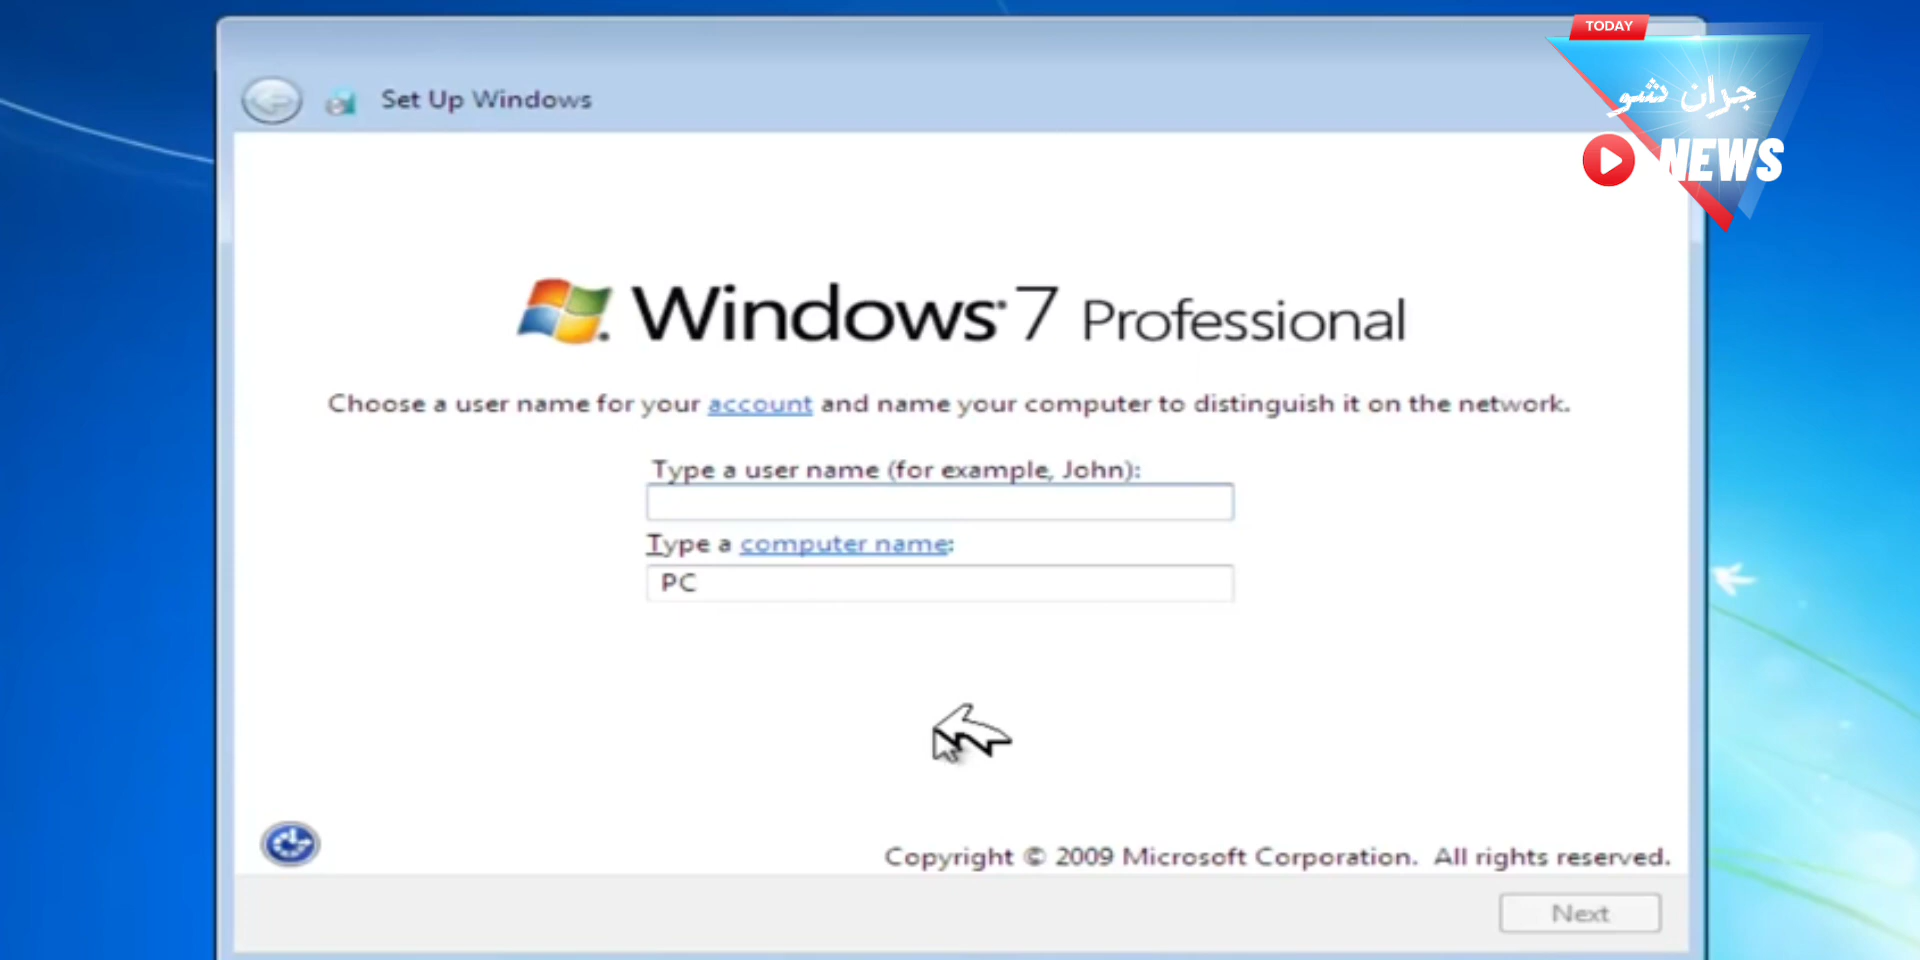 TODAY
جران شو
NEWS
Set Up Windows
Windows 7 Professional
Choose a user name for your account and name your computer to distinguish it on the network.
Type a user name (for example, John):
Type a computer name:
PC
Copyright © 2009 Microsoft Corporation. All rights reserved.
Next